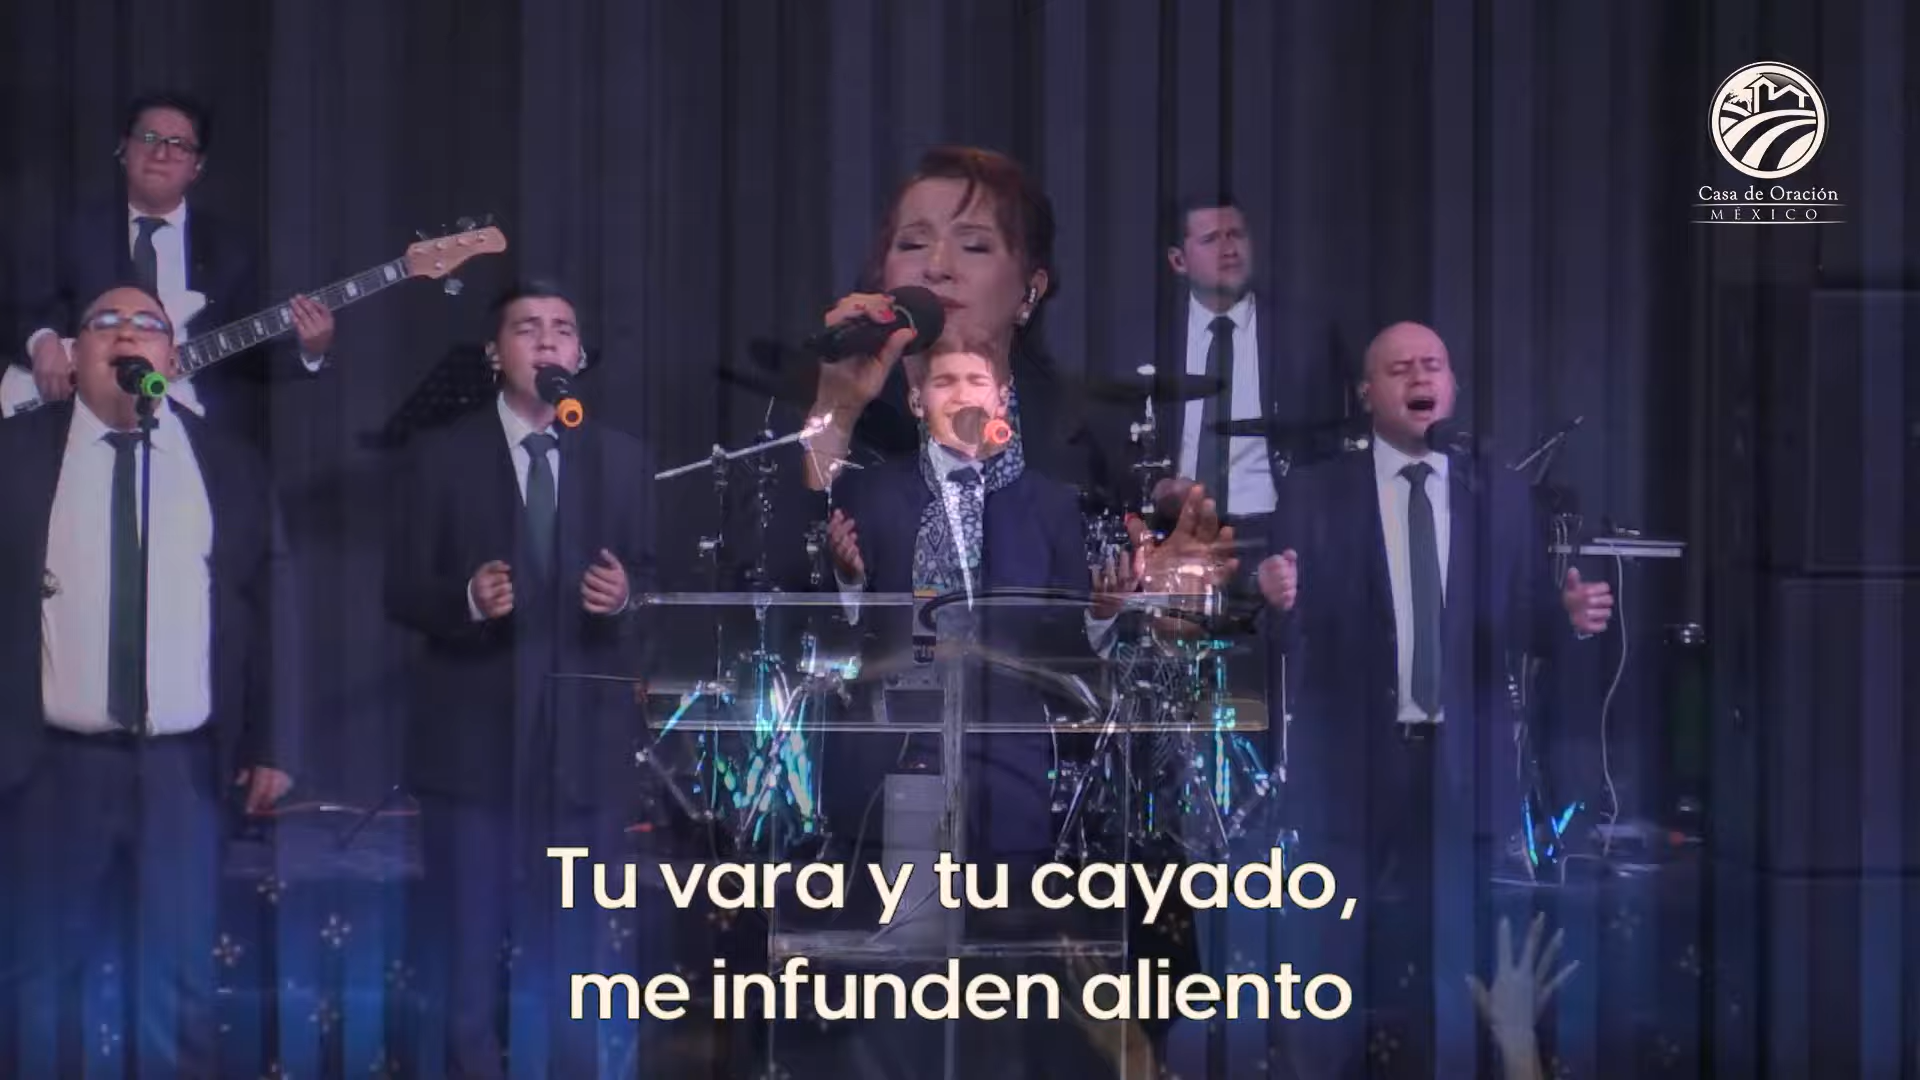 Casa de Oración
MÉXICO
Tu vara y tu cayado,
me infunden aliento